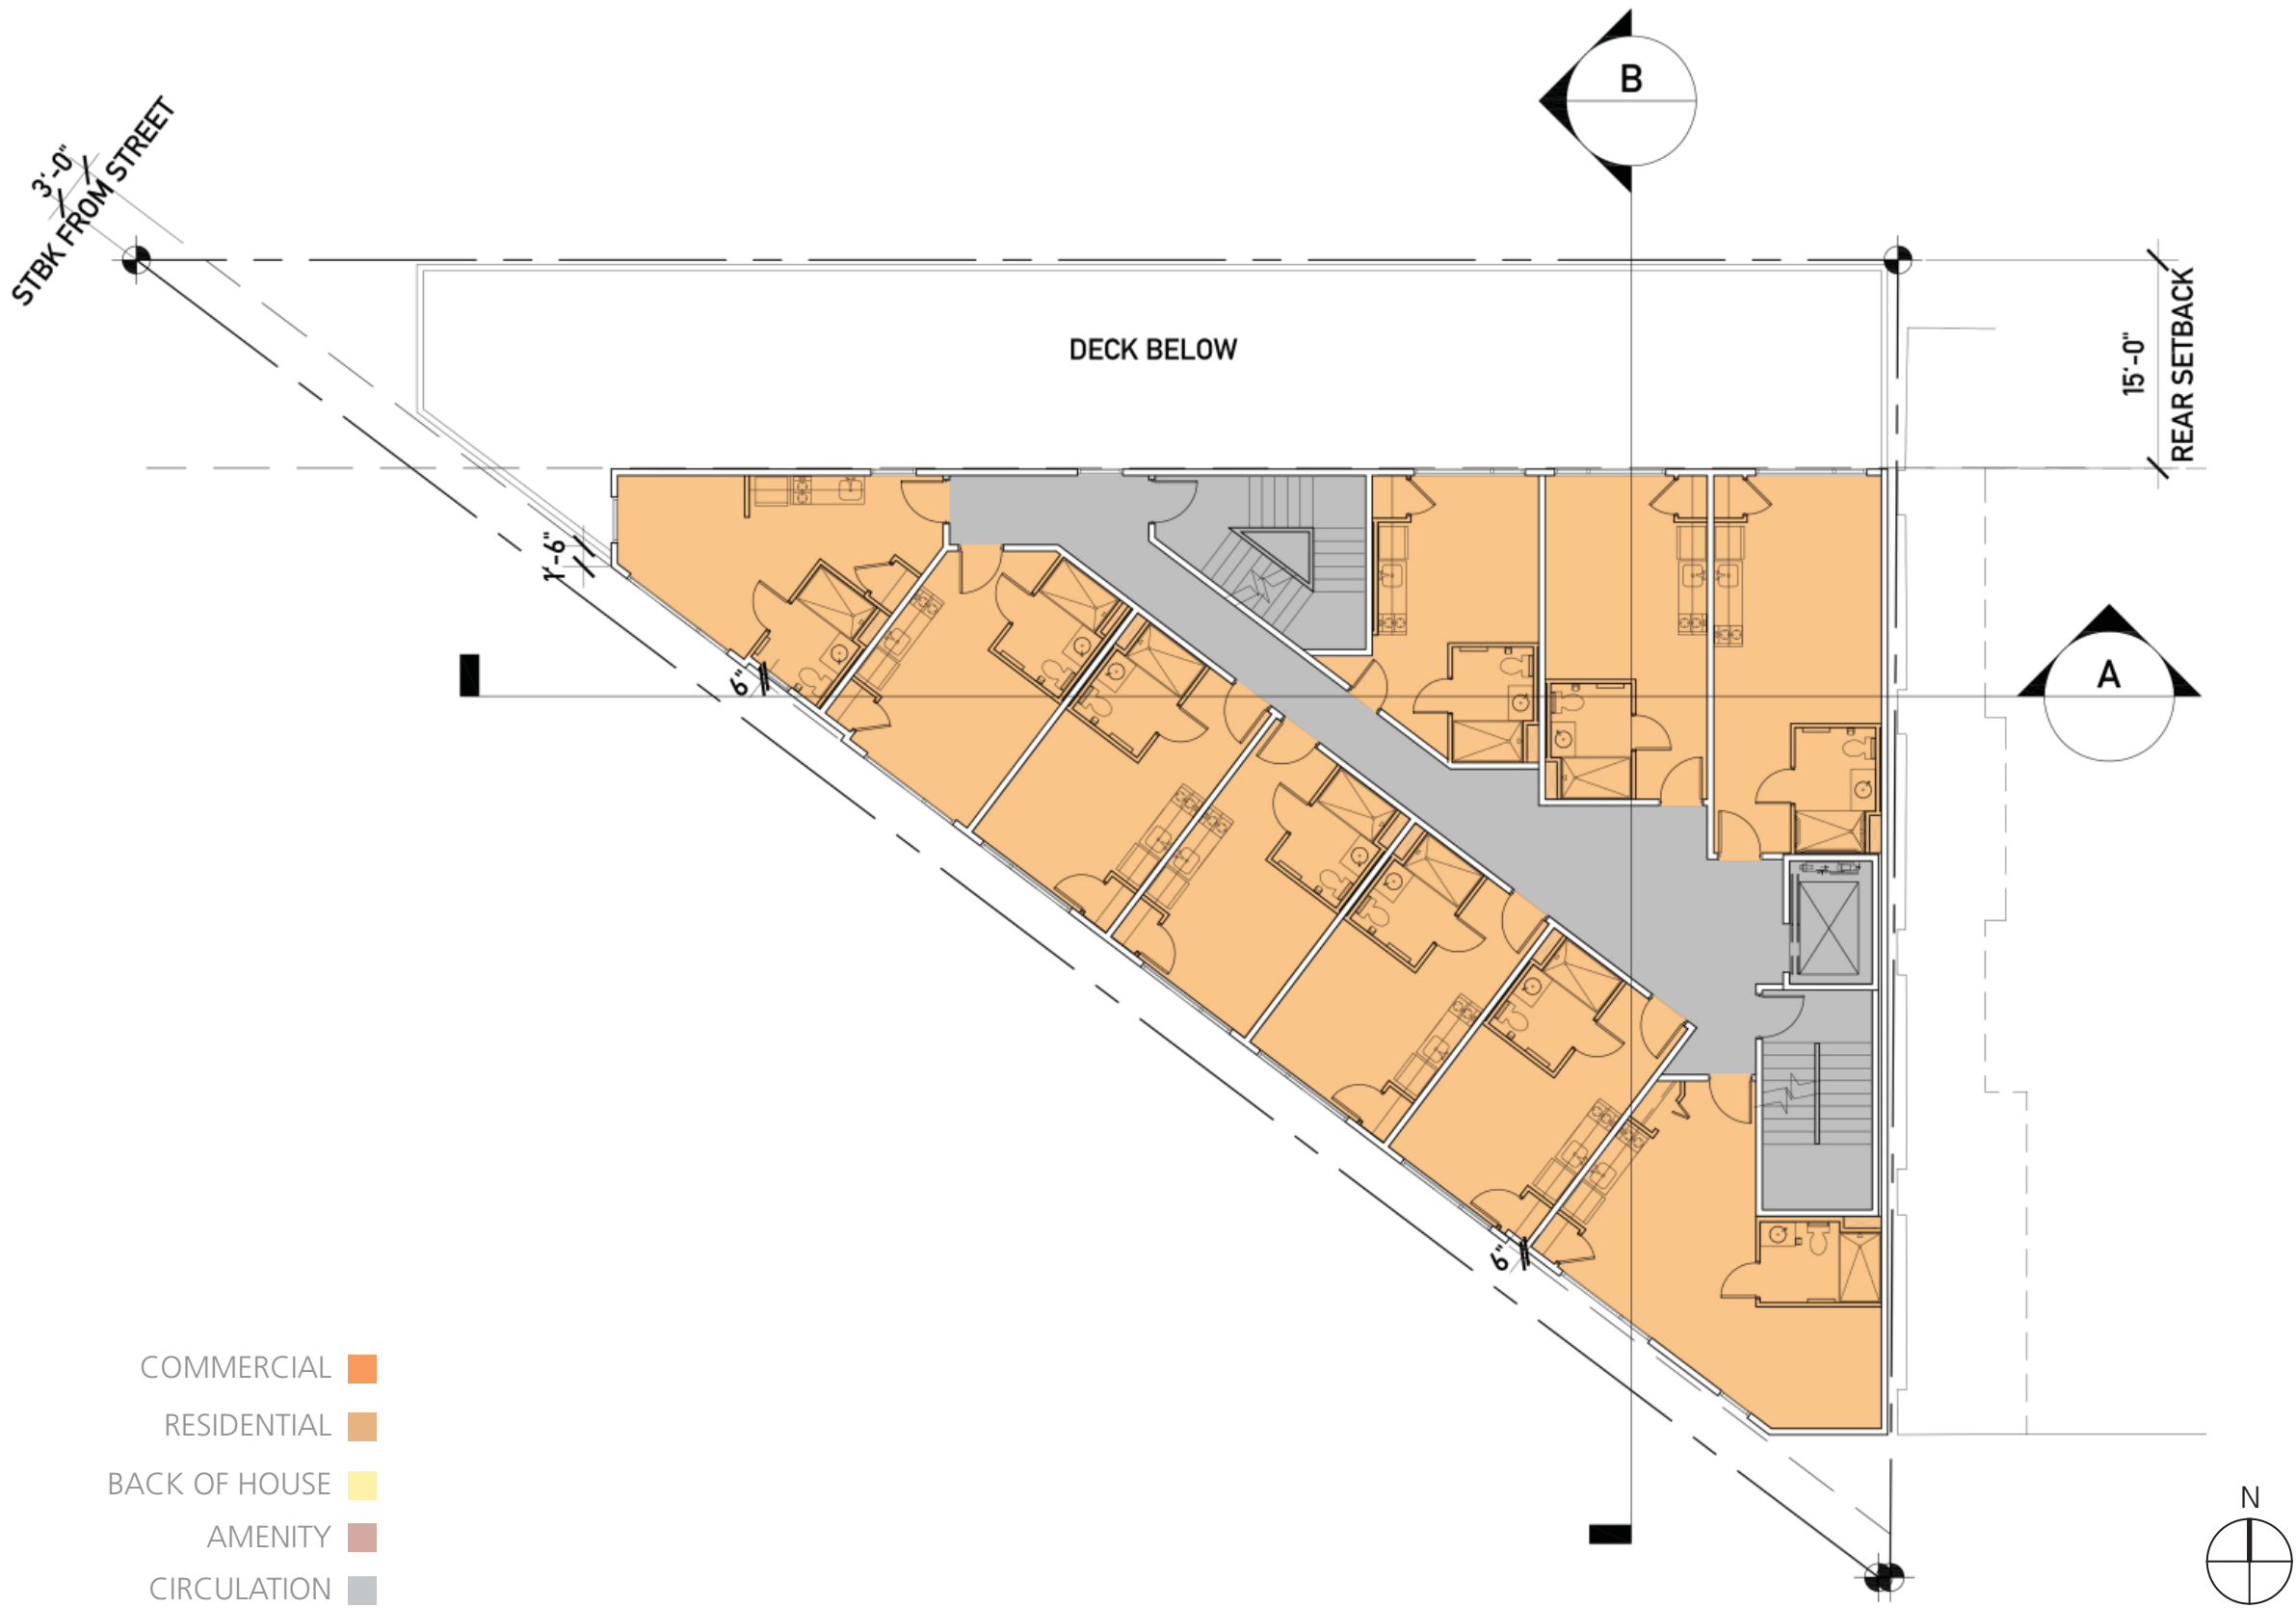 B
3'-0"
STBK FROM STREET
DECK BELOW
15'-0"
REAR SETBACK
1'-6"
6"
A
6"
COMMERCIAL
RESIDENTIAL
BACK OF HOUSE
AMENITY
CIRCULATION
N